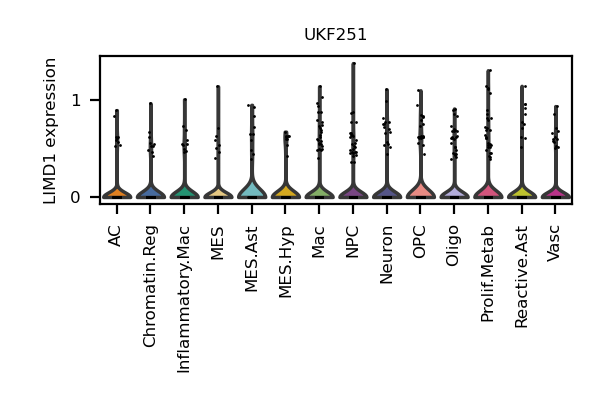 UKF251
LIMD1 expression
1
0
AC
Chromatin.Reg
Inflammatory.Mac
MES
MES.Ast
MES.Hyp
Mac
NPC
Neuron
OPC
Oligo
Prolif.Metab
Reactive.Ast
Vasc